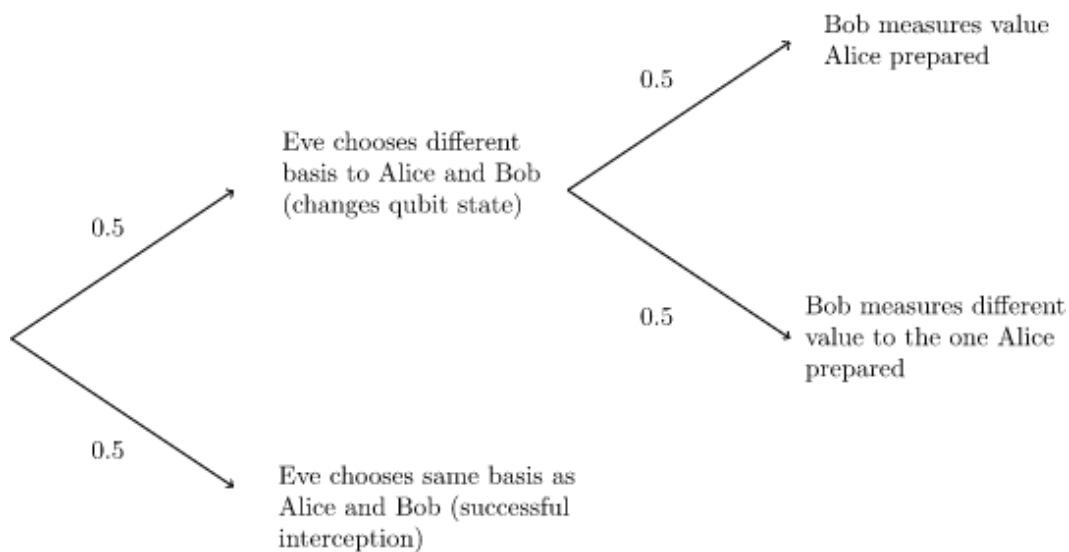 Bob measures value
Alice prepared
0.5
Eve chooses different
basis to Alice and Bob
(changes qubit state)
0.5
0.5
Bob measures different
value to the one Alice
prepared
0.5
Eve chooses same basis as
Alice and Bob (successful
interception)